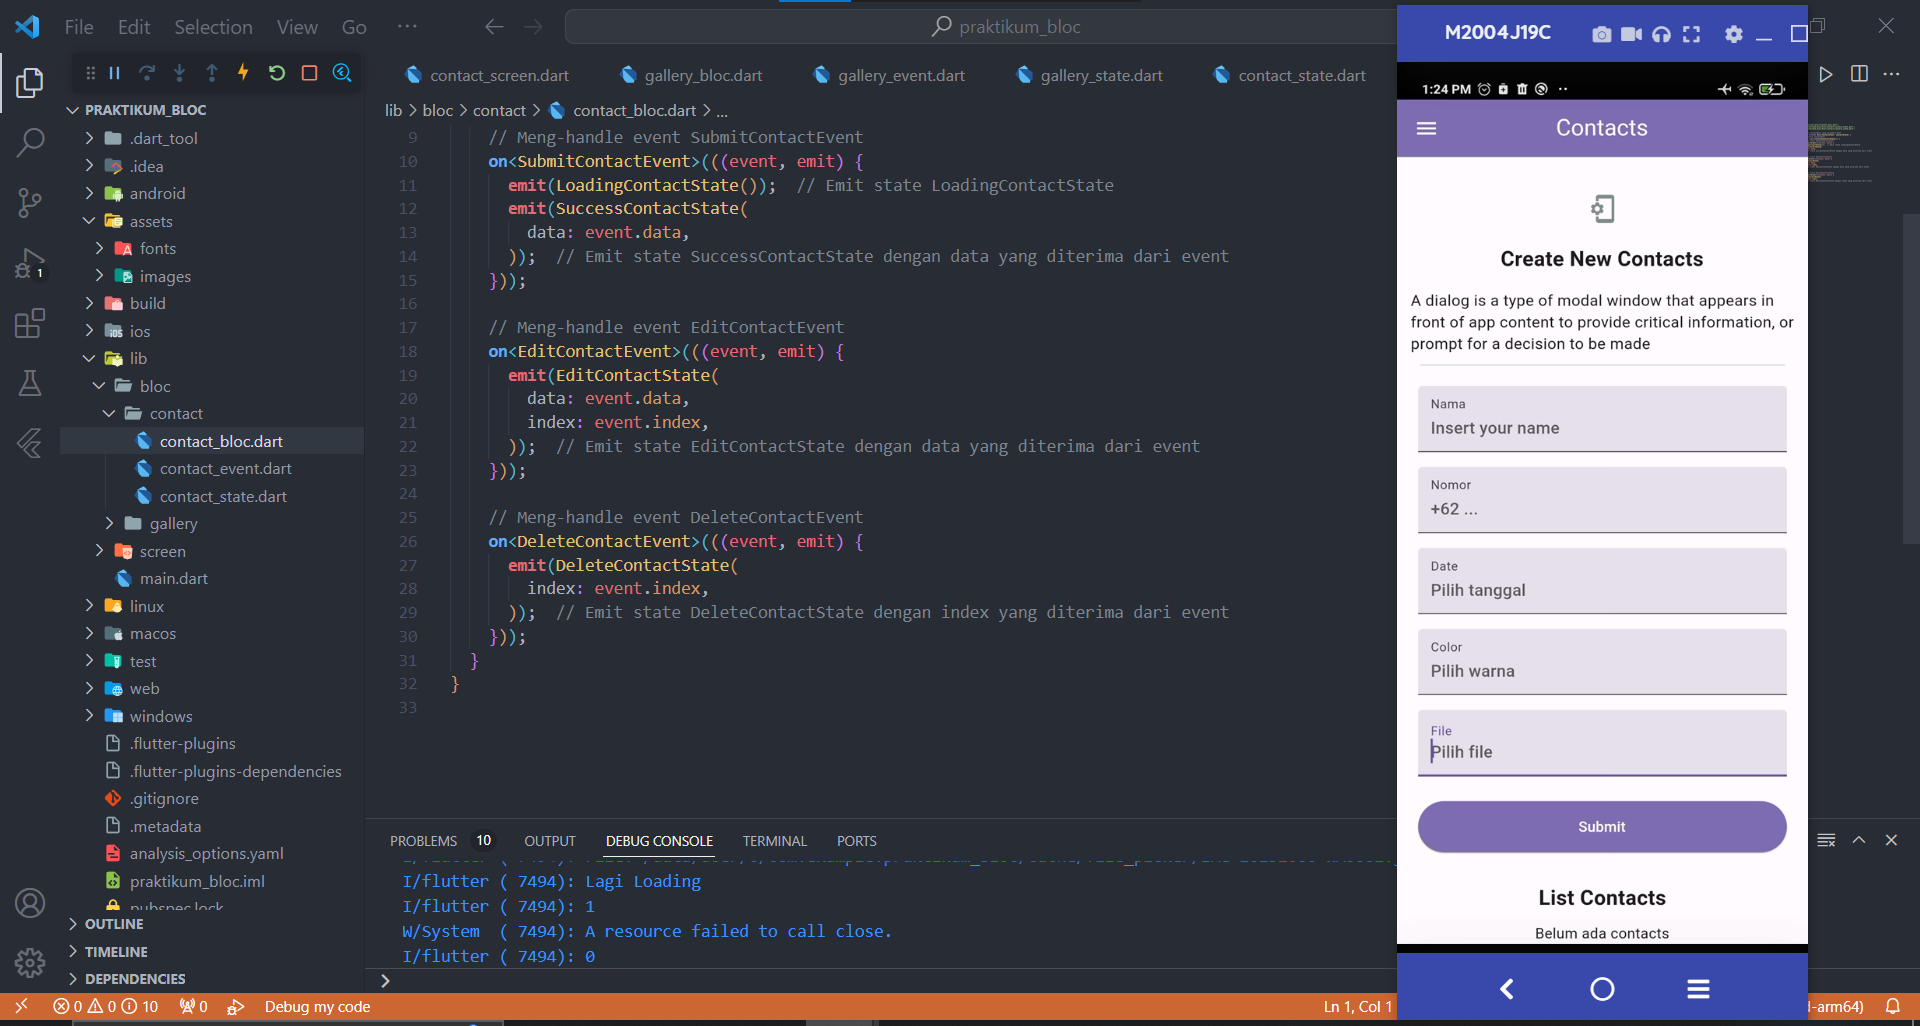 File Edit Selection View Go ···
praktikum_bloc
contact_screen.dart gallery_bloc.dart gallery_event.dart gallery_state.dart contact_state.dart
lib > bloc > contact > contact_bloc.dart > ...
PRAKTIKUM_BLOC
.dart_tool
.idea
android
assets
fonts
images
build
ios
lib
bloc
contact
contact_bloc.dart
contact_event.dart
contact_state.dart
gallery
screen
main.dart
linux
macos
test
web
windows
.flutter-plugins
.flutter-plugins-dependencies
.gitignore
.metadata
analysis_options.yaml
praktikum_bloc.iml
pubspec.lock
OUTLINE
TIMELINE
DEPENDENCIES
1
9 // Meng-handle event SubmitContactEvent
10 on<SubmitContactEvent>(((event, emit) {
11 emit(LoadingContactState()); // Emit state LoadingContactState
12 emit(SuccessContactState(
13 data: event.data,
14 )); // Emit state SuccessContactState dengan data yang diterima dari event
15 }));
16
17 // Meng-handle event EditContactEvent
18 on<EditContactEvent>(((event, emit) {
19 emit(EditContactState(
20 data: event.data,
21 index: event.index,
22 )); // Emit state EditContactState dengan data yang diterima dari event
23 }));
24
25 // Meng-handle event DeleteContactEvent
26 on<DeleteContactEvent>(((event, emit) {
27 emit(DeleteContactState(
28 index: event.index,
29 )); // Emit state DeleteContactState dengan index yang diterima dari event
30 }));
31 }
32 }
33
PROBLEMS 10 OUTPUT DEBUG CONSOLE TERMINAL PORTS
I/flutter ( 7494): Lagi Loading
I/flutter ( 7494): 1
W/System ( 7494): A resource failed to call close.
I/flutter ( 7494): 0
>
0 0 10 0 Debug my code Ln 1, Col 1 -arm64)
M2004J19C
1:24 PM
Contacts
Create New Contacts
A dialog is a type of modal window that appears in
front of app content to provide critical information, or
prompt for a decision to be made
Nama
Insert your name
Nomor
+62 ...
Date
Pilih tanggal
Color
Pilih warna
File
Pilih file
Submit
List Contacts
Belum ada contacts